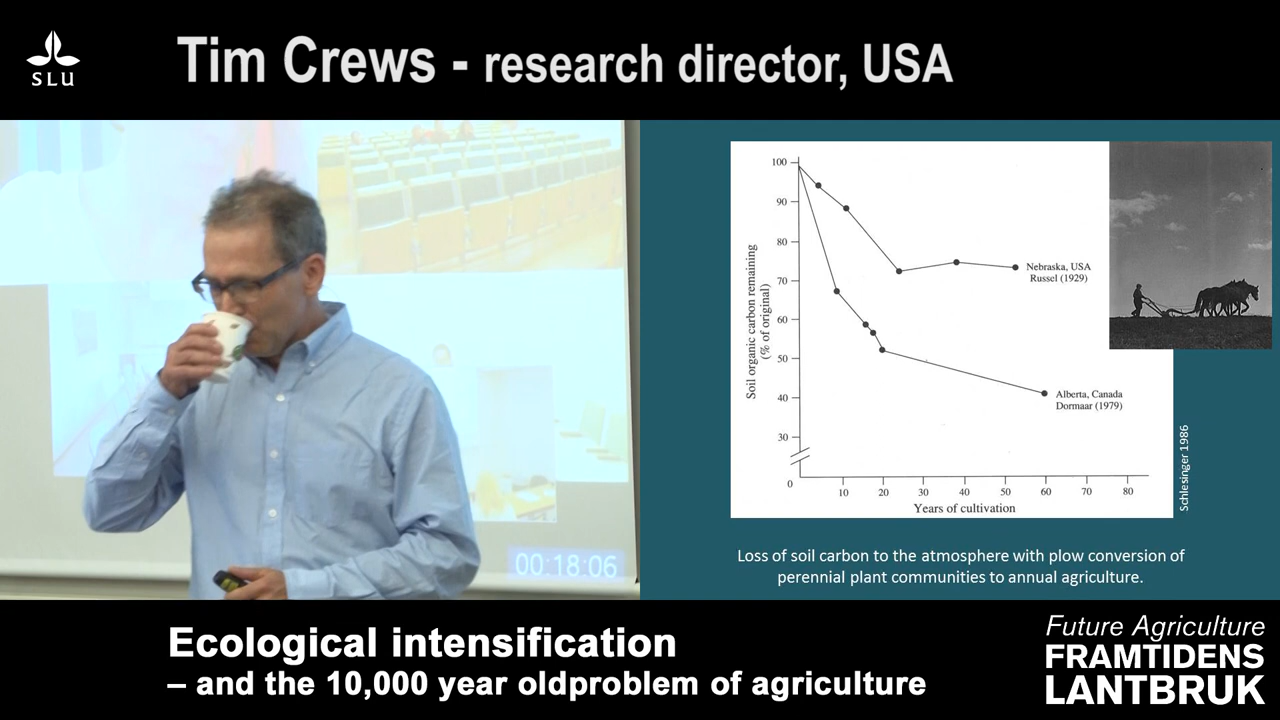 SLU
Tim Crews - research director, USA
100
90
80
70
60
50
40
30
0
Soil organic carbon remaining
(% of original)
Nebraska, USA
Russel (1929)
Alberta, Canada
Dormaar (1979)
10 20 30 40 50 60 70 80
Years of cultivation
Schlesinger 1986
Loss of soil carbon to the atmosphere with plow conversion of
perennial plant communities to annual agriculture.
00:18:06
Ecological intensification
– and the 10,000 year oldproblem of agriculture
Future Agriculture
FRAMTIDENS
LANTBRUK